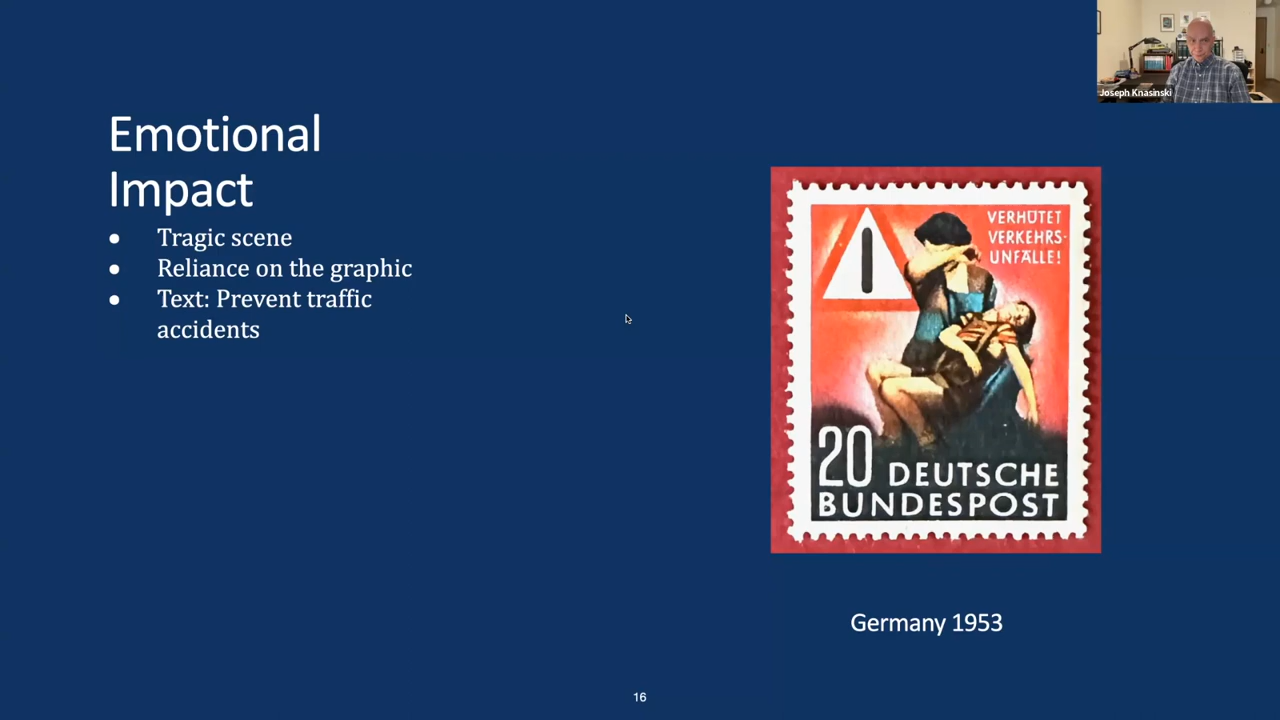 Joseph Knasinski
Emotional
Impact
● Tragic scene
● Reliance on the graphic
● Text: Prevent traffic
accidents
VERHÜTET
VERKEHRS-
UNFÄLLE!
20 DEUTSCHE
BUNDESPOST
Germany 1953
16